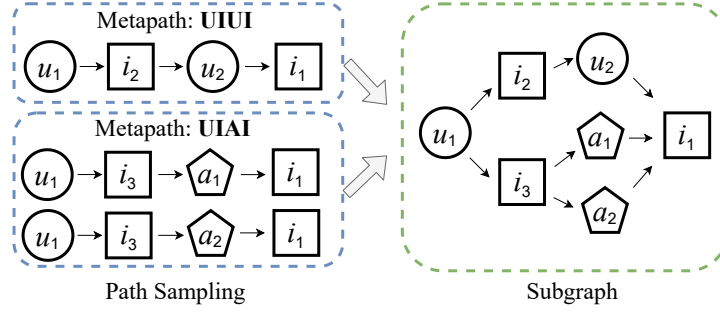 Metapath: UIUI
u1 i2 u2 i1
Metapath: UIAI
u1 i3 a1 i1
u1 i3 a2 i1
Path Sampling
u2
i2
u1 a1 i1
i3
a2
Subgraph